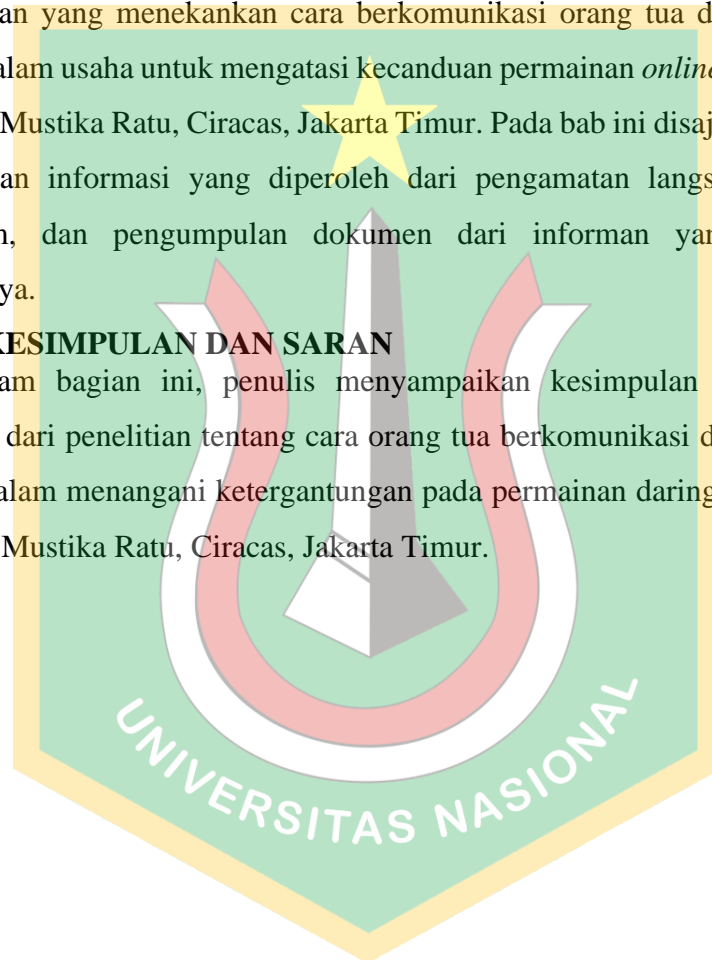 an yang menekankan cara berkomunikasi orang tua d
alam usaha untuk mengatasi kecanduan permainan online
Mustika Ratu, Ciracas, Jakarta Timur. Pada bab ini disaj
an informasi yang diperoleh dari pengamatan langs
, dan pengumpulan dokumen dari informan yan
ya.
KESIMPULAN DAN SARAN
am bagian ini, penulis menyampaikan kesimpulan
dari penelitian tentang cara orang tua berkomunikasi d
alam menangani ketergantungan pada permainan daring
Mustika Ratu, Ciracas, Jakarta Timur.
UNIVERSITAS NASIONAL